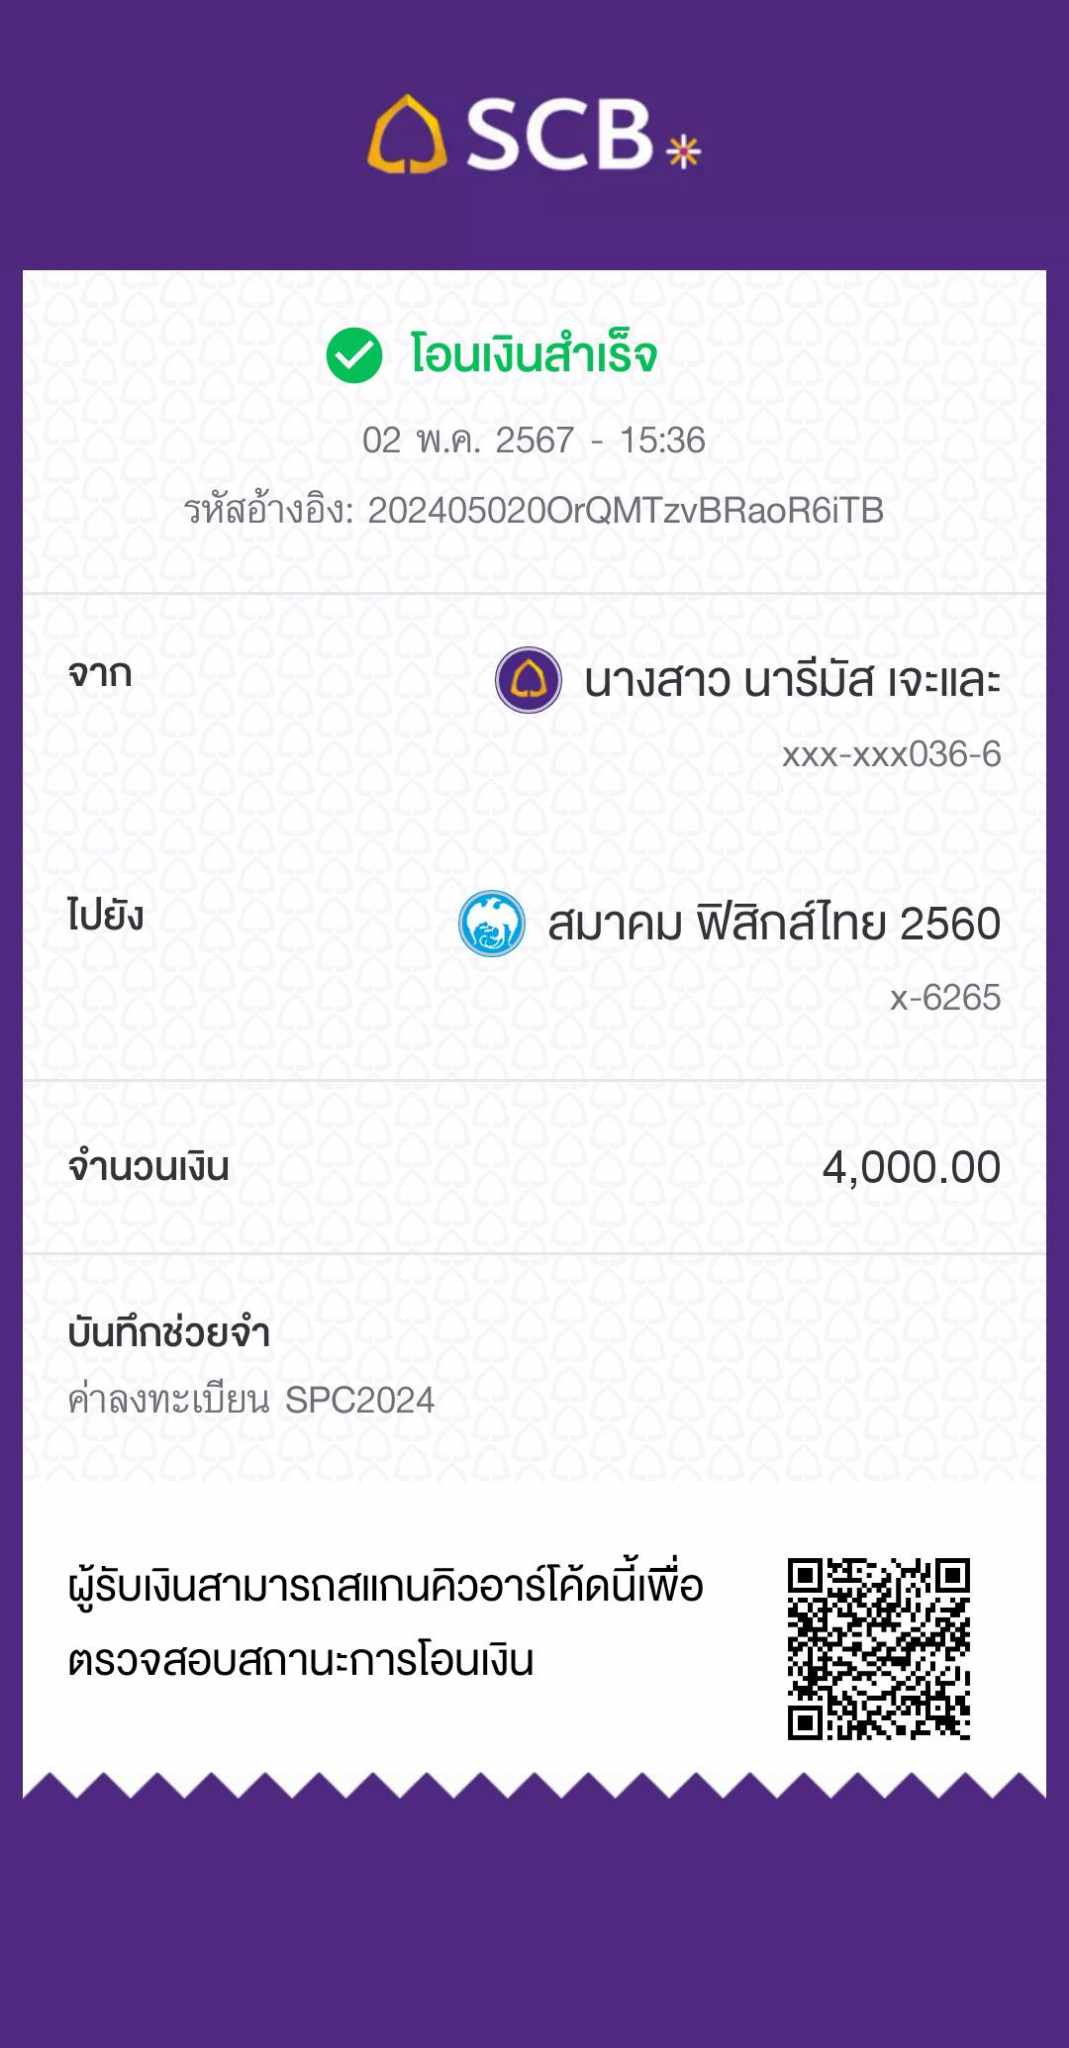 SCB
โอนเงินสำเร็จ
02 พ.ค. 2567 - 15:36
รหัสอ้างอิง: 202405020OrQMTzvBRaoR6iTB
จาก
นางสาว นารีมัส เจะและ
xxx-xxx036-6
ไปยัง
สมาคม ฟิสิกส์ไทย 2560
x-6265
จำนวนเงิน 4,000.00
บันทึกช่วยจำ
ค่าลงทะเบียน SPC2024
ผู้รับเงินสามารถสแกนคิวอาร์โค้ดนี้เพื่อ
ตรวจสอบสถานะการโอนเงิน